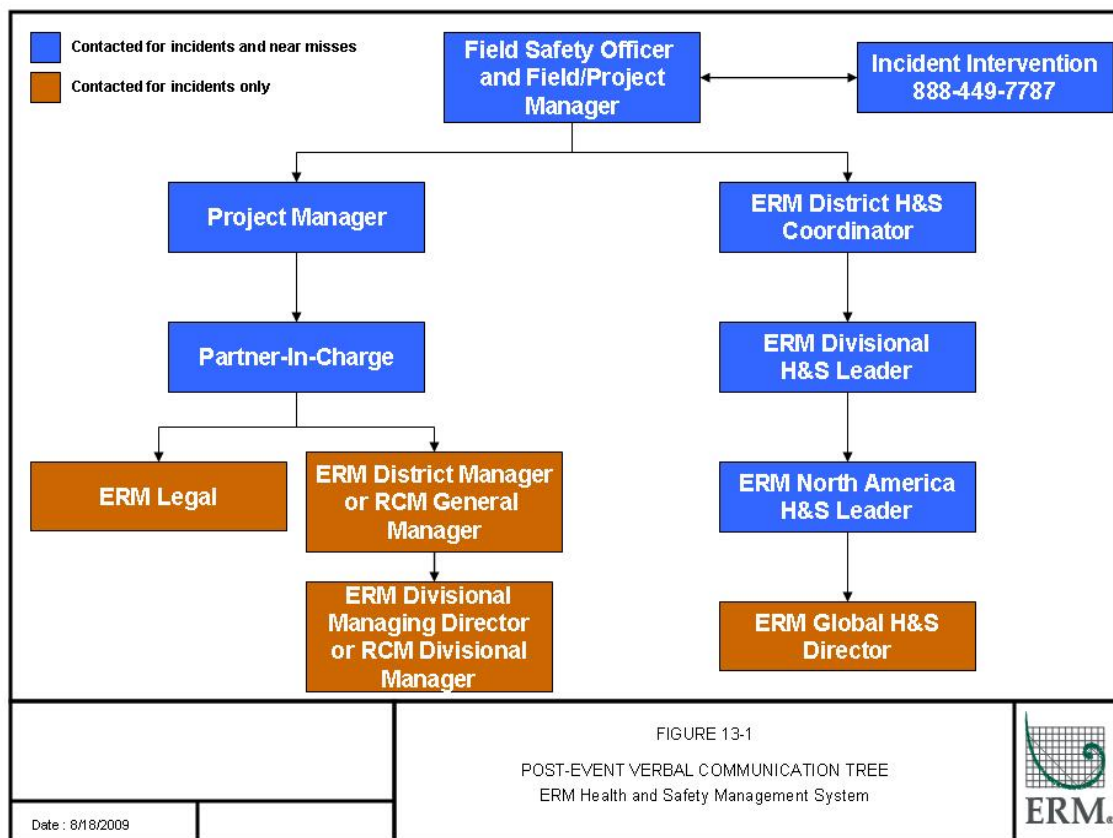 Contacted for incidents and near misses
Contacted for incidents only
Field Safety Officer
and Field/Project
Manager
Incident Intervention
888-449-7787
Project Manager
ERM District H&S
Coordinator
Partner-In-Charge
ERM Divisional
H&S Leader
ERM Legal
ERM District Manager
or RCM General
Manager
ERM North America
H&S Leader
ERM Divisional
Managing Director
or RCM Divisional
Manager
ERM Global H&S
Director
FIGURE 13-1
POST-EVENT VERBAL COMMUNICATION TREE
ERM Health and Safety Management System
Date : 8/18/2009
ERM®